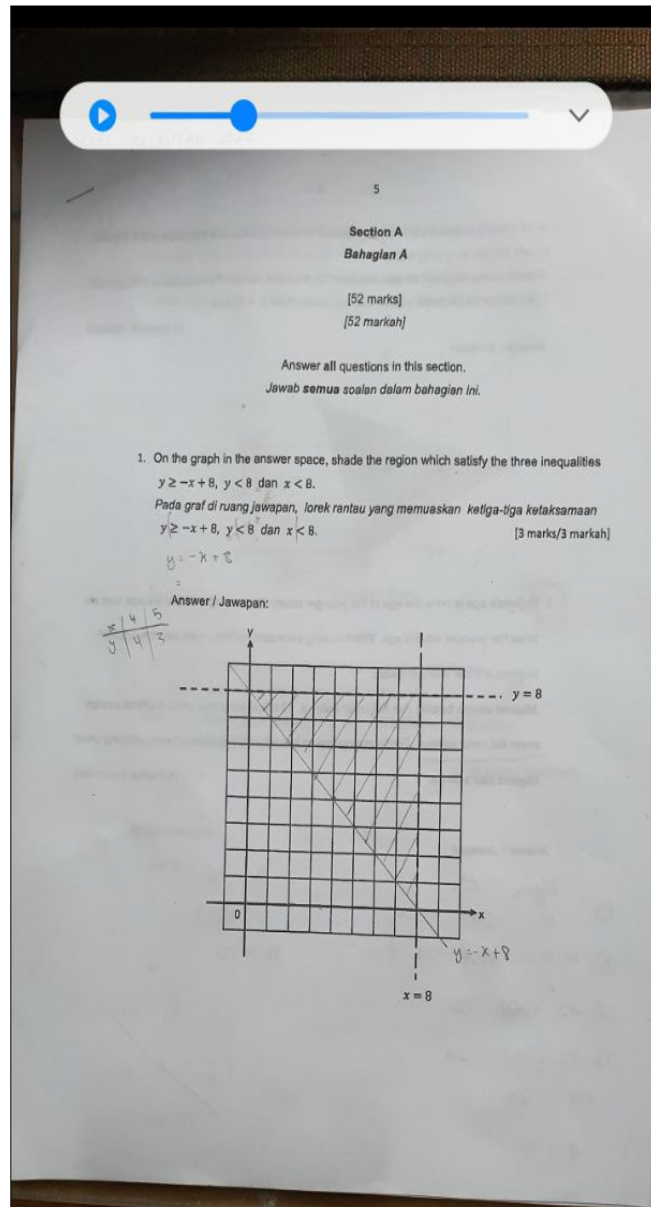 5
Section A
Bahagian A
[52 marks]
[52 markah]
Answer all questions in this section.
Jawab semua soalan dalam bahagian ini.
1. On the graph in the answer space, shade the region which satisfy the three inequalities
y ≥ −x + 8, y < 8 dan x < 8.
Pada graf di ruang jawapan, lorek rantau yang memuaskan ketiga-tiga ketaksamaan
y ≥ −x + 8, y < 8 dan x < 8. [3 marks/3 markah]
y = -x + 8
=
Answer / Jawapan:
x | 4 | 5
y | 4 | 3
y
y = 8
0
x
y=-x+8
x = 8